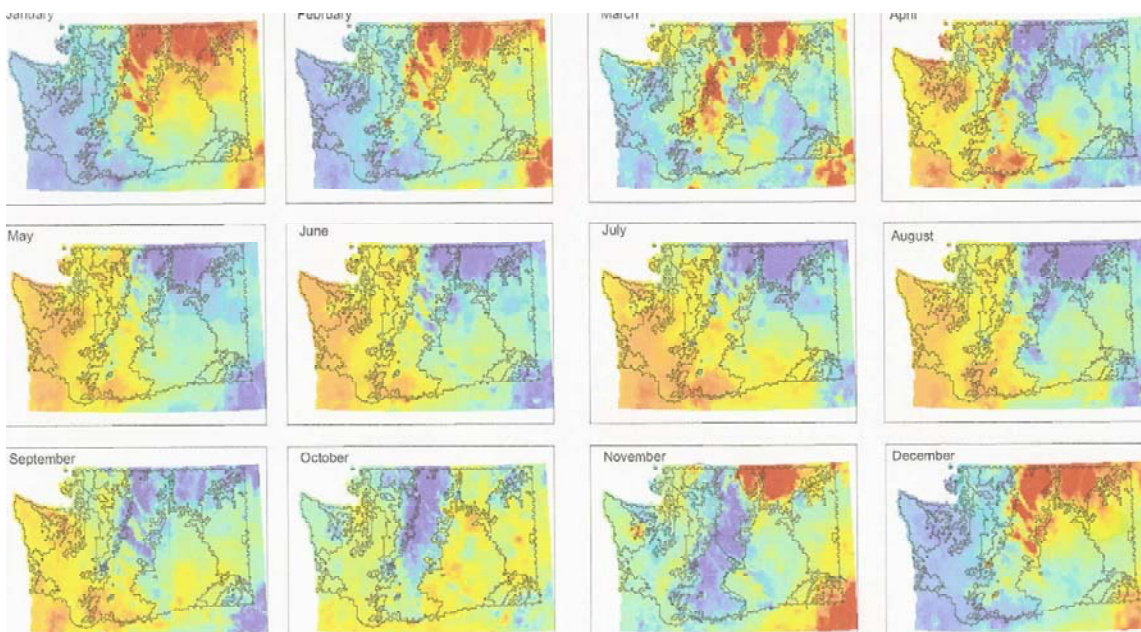 January
February
March
April
May
June
July
August
September
October
November
December